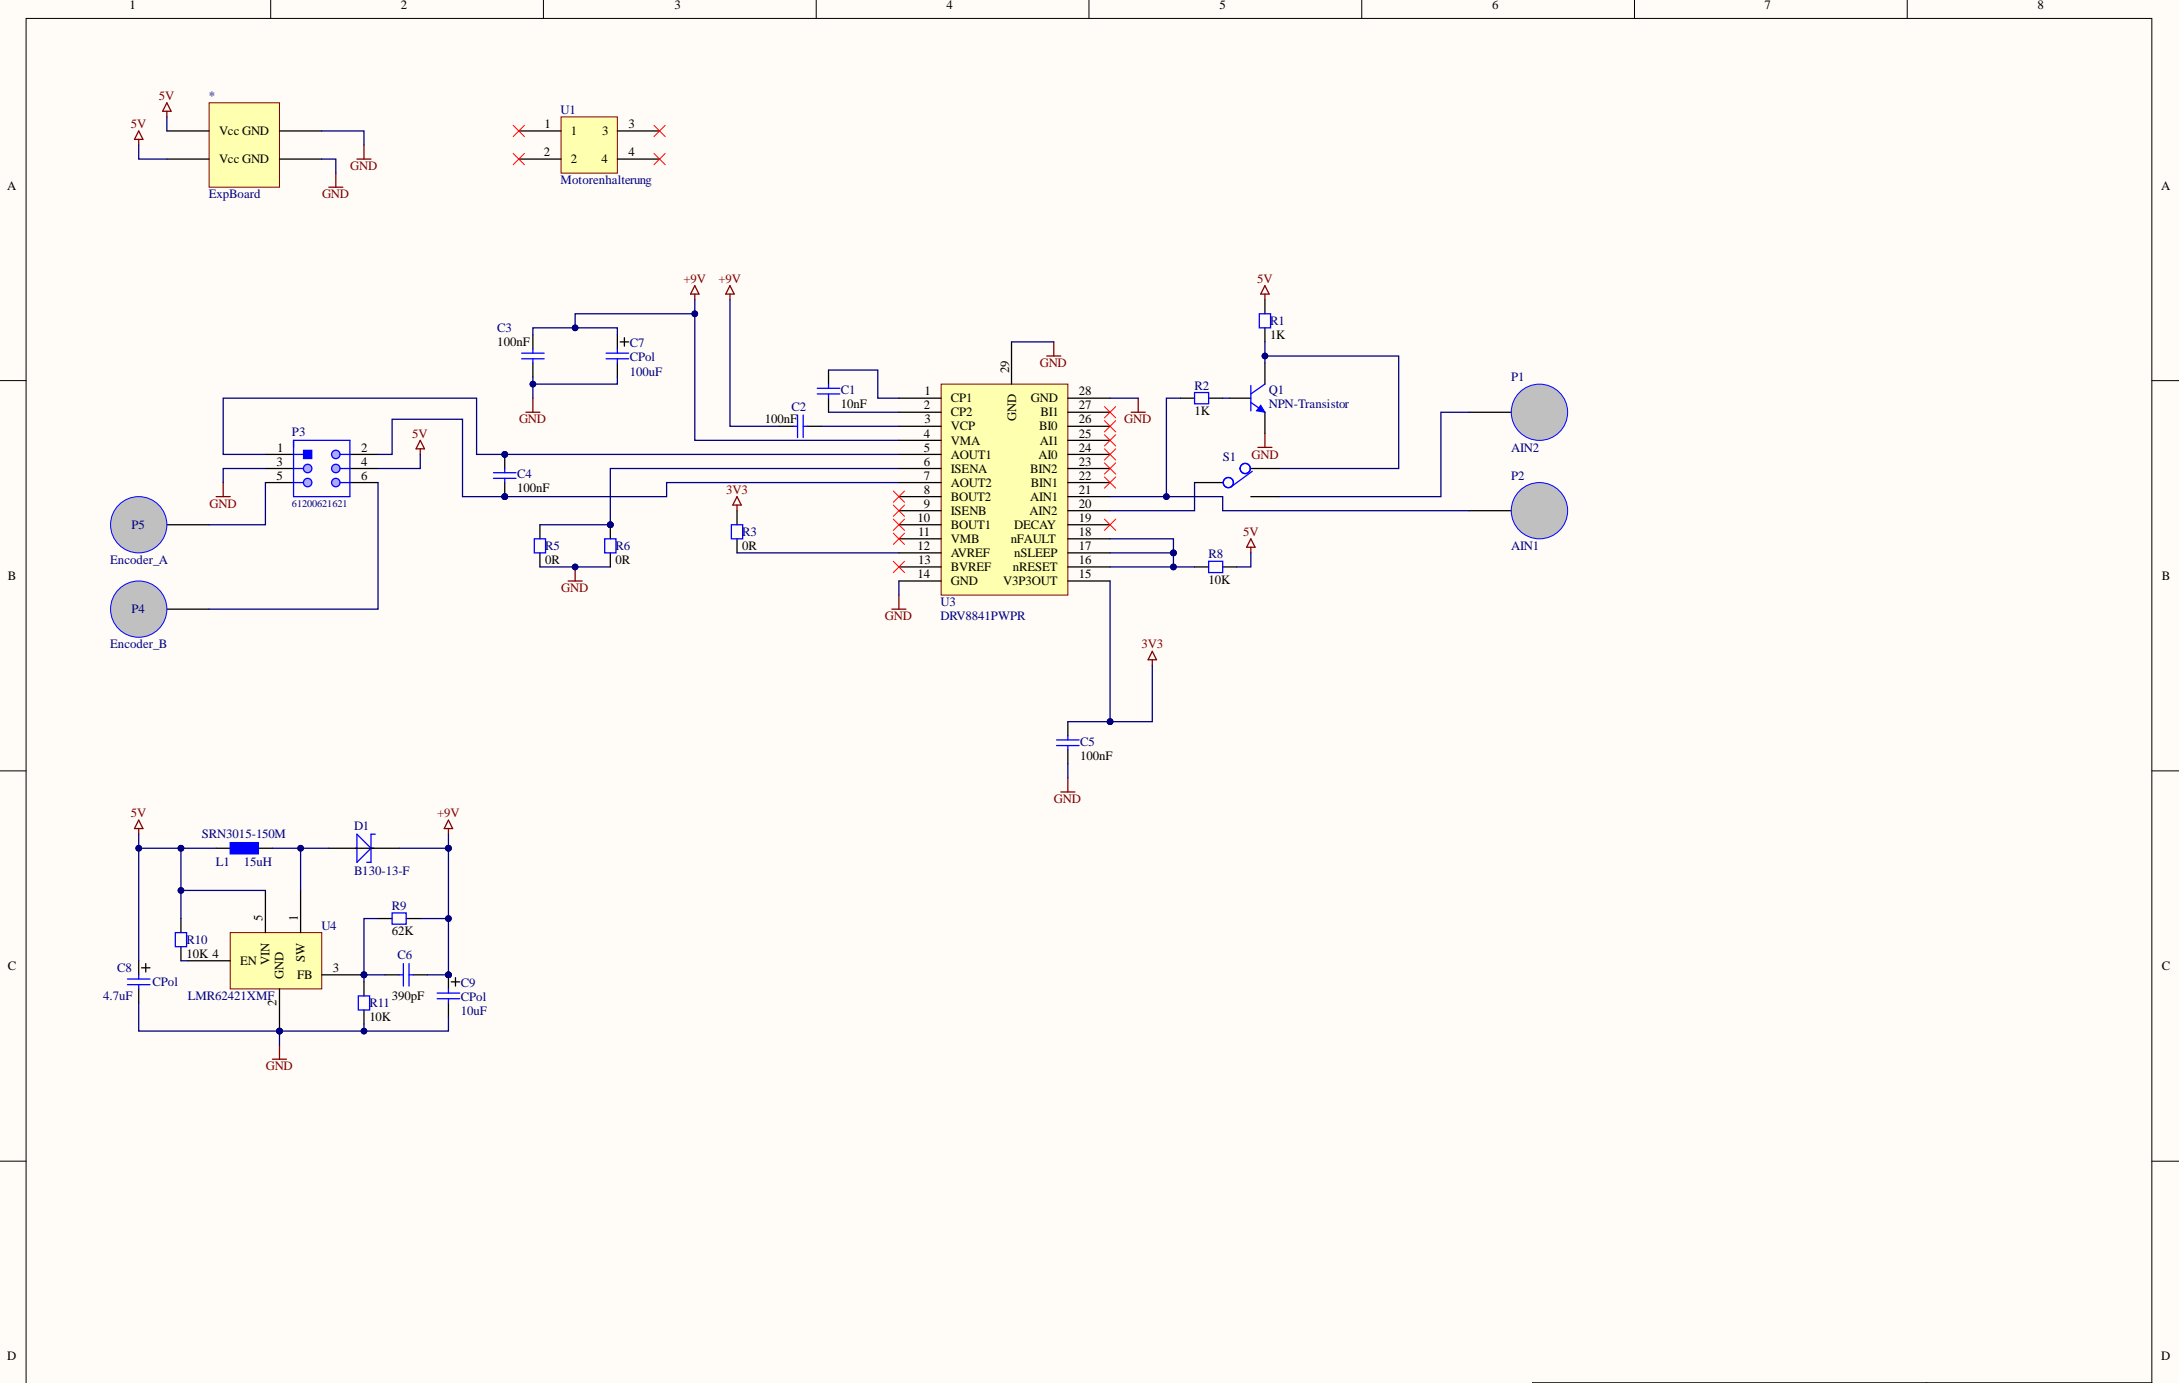 1 2 3 4 5 6 7 8
A A
B B
C C
D D
*
5V
5V
Vcc GND
Vcc GND
GND
GND
ExpBoard
U1
1 1 3 3
2 2 4 4
Motorenhalterung
+9V +9V
C3
100nF
C7
CPol
100uF
GND
5V
R1
1K
29
GND
GND
C1
10nF
C2
100nF
1 CP1 GND 28
2 CP2 BI1 27
3 VCP BI0 26
4 VMA AI1 25
5 AOUT1 AI0 24
6 ISENA BIN2 23
7 AOUT2 BIN1 22
8 BOUT2 AIN1 21
9 ISENB AIN2 20
10 BOUT1 DECAY 19
11 VMB nFAULT 18
12 AVREF nSLEEP 17
13 BVREF nRESET 16
14 GND V3P3OUT 15
U3
DRV8841PWPR
GND
GND
R2
1K
Q1
NPN-Transistor
GND
S1
P1
AIN2
P2
AIN1
5V
R8
10K
P3
1 2
3 4
5 6
61200621621
5V
GND
P5
Encoder_A
P4
Encoder_B
C4
100nF
R5
0R
R6
0R
GND
3V3
R3
0R
3V3
C5
100nF
GND
5V
SRN3015-150M
L1 15uH
D1
B130-13-F
+9V
R10
10K
4
5
1
U4
EN
VIN
GND
SW
FB
3
2
LMR62421XMF
R9
62K
C6
390pF
R11
10K
C8
CPol
4.7uF
C9
CPol
10uF
GND